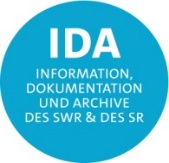 IDA
INFORMATION,
DOKUMENTATION
UND ARCHIVE
DES SWR & DES SR